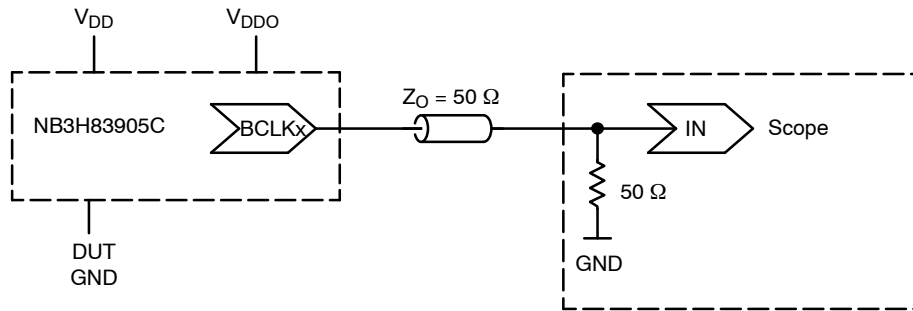 VDD
VDDO
NB3H83905C
BCLKx
ZO = 50 Ω
IN
Scope
50 Ω
GND
DUT
GND